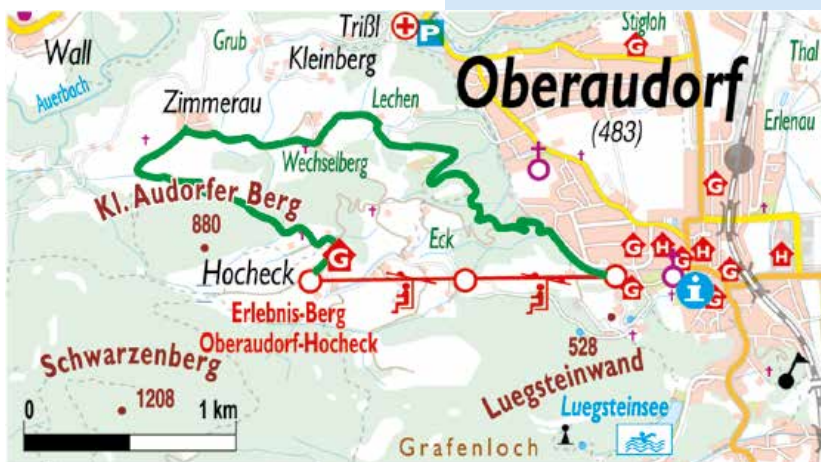 Stigloh
Trißl
P
G
Wall
Grub
Kleinberg
Thal
Auerbach
Zimmerau
Lechen
Oberaudorf
(483)
Erlenau
Wechselberg
G
Kl. Audorfer Berg
880
Eck
G
H
G
H
G
H
G
Hocheck
G
G
i
Erlebnis-Berg
Oberaudorf-Hocheck
528
Schwarzenberg
1208
Luegsteinwand
0
1 km
Luegsteinsee
Grafenloch